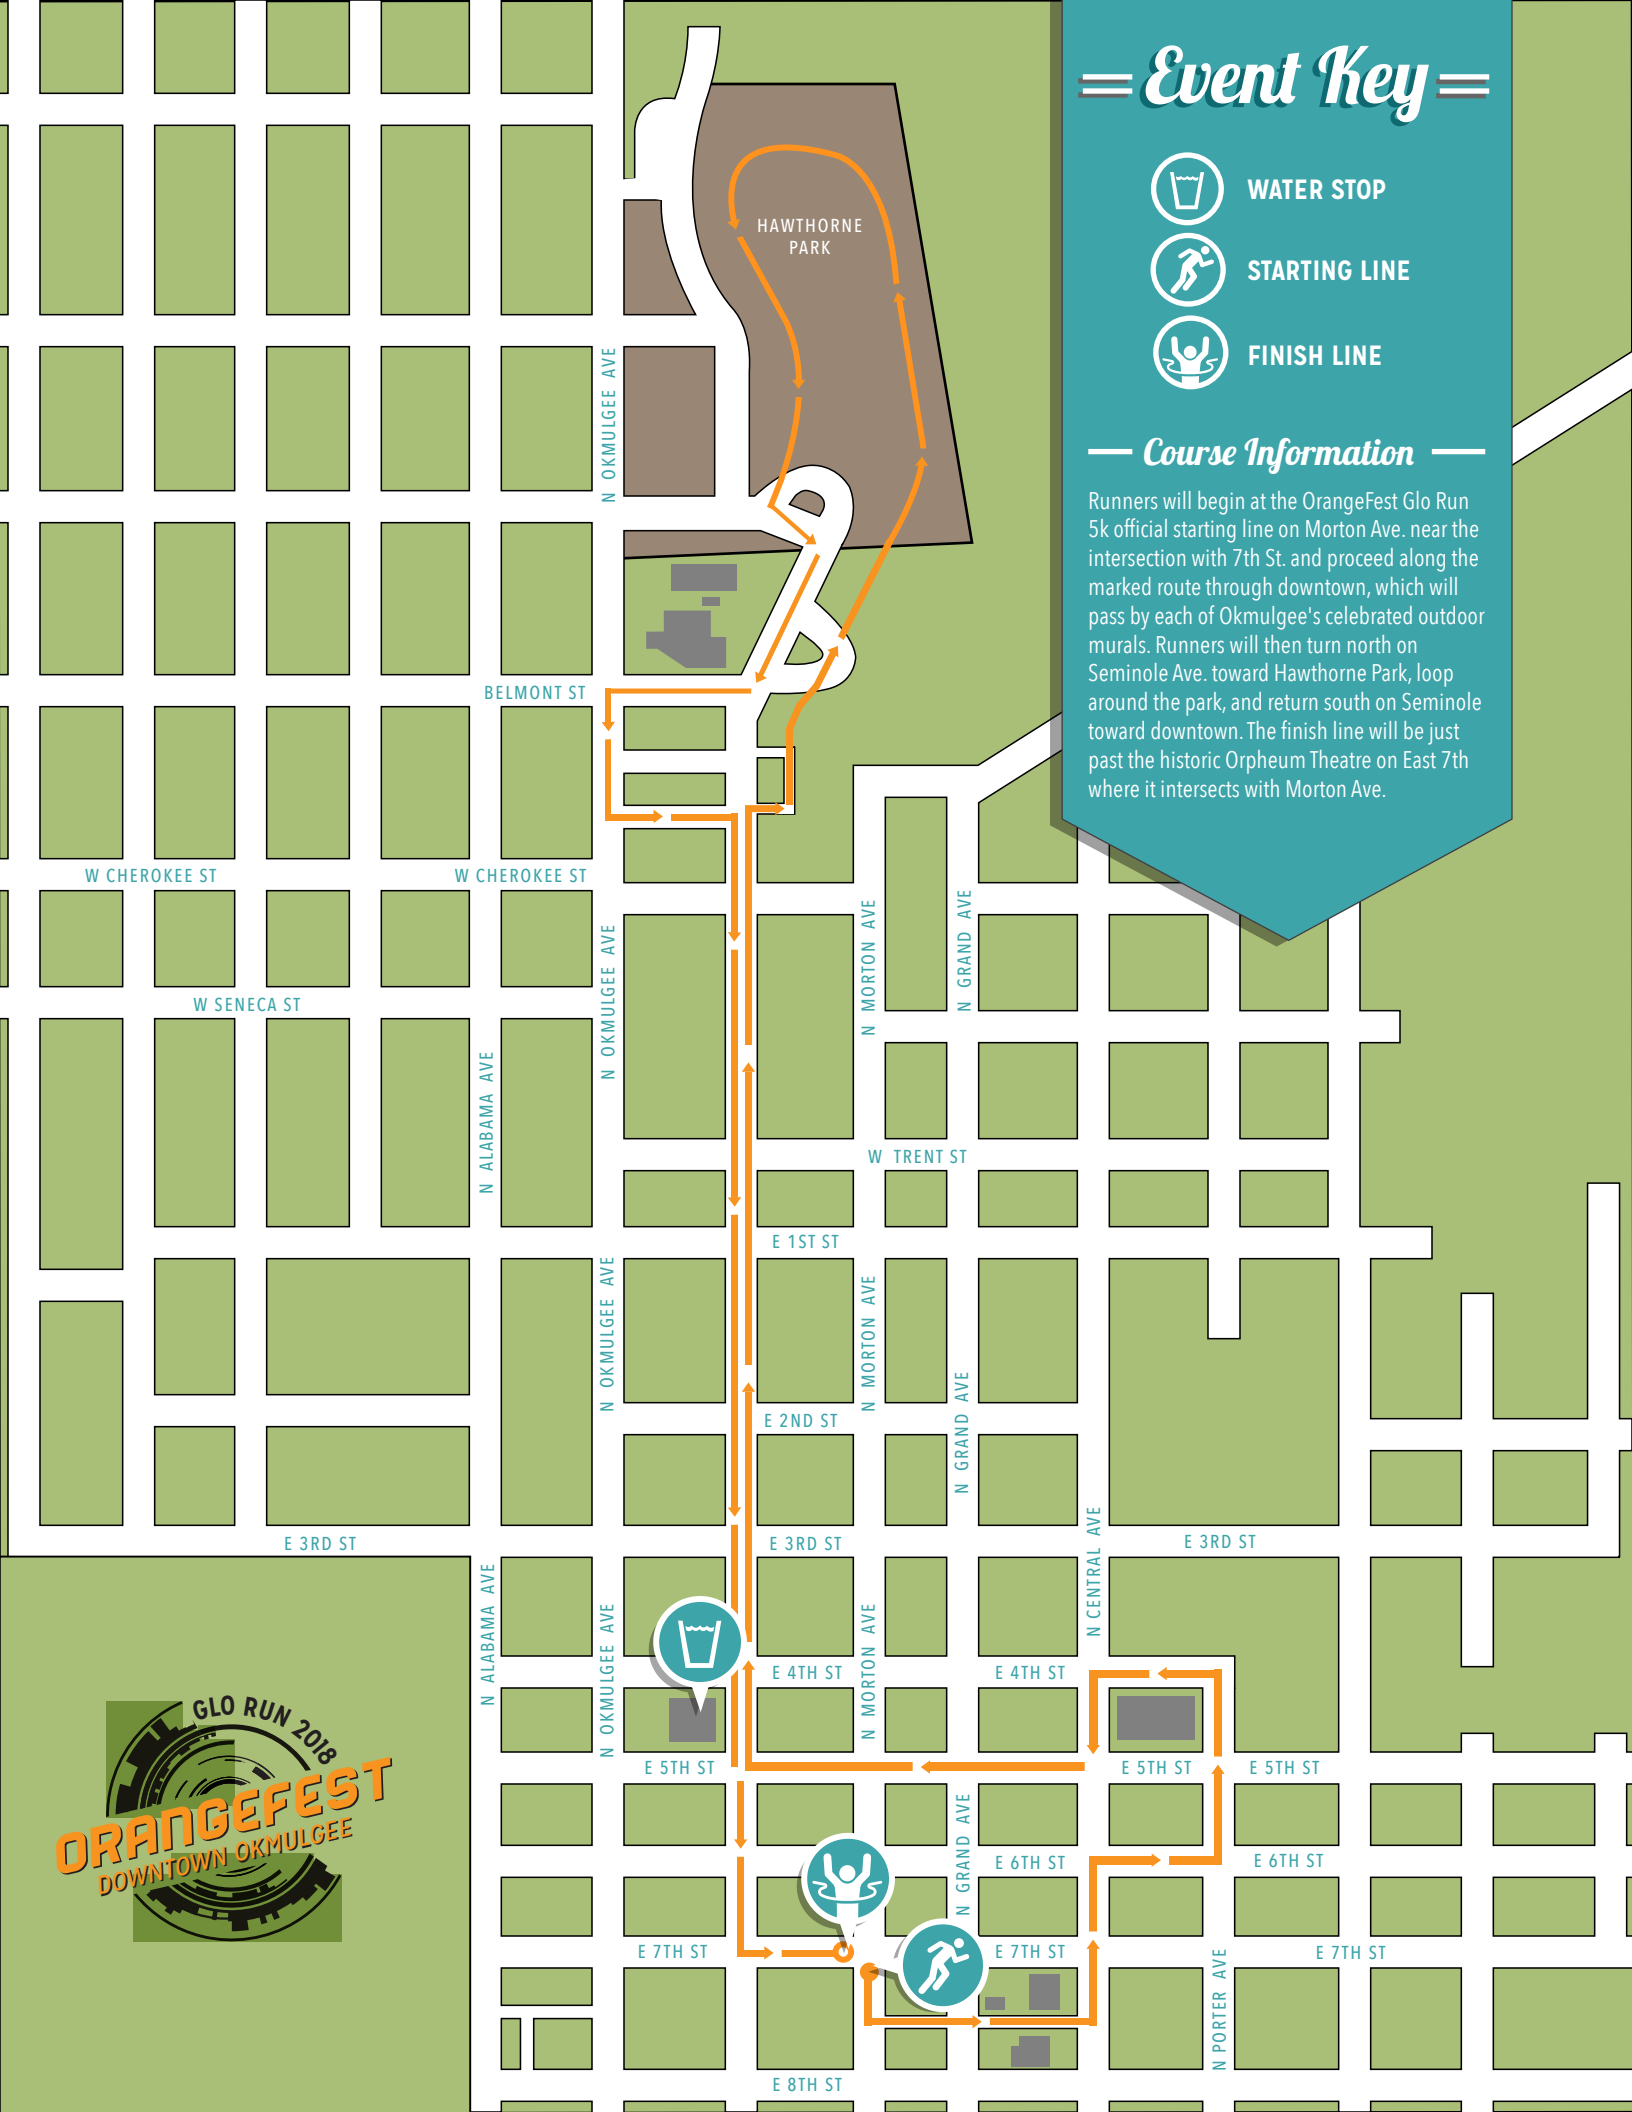 Event Key
WATER STOP
STARTING LINE
FINISH LINE
Course Information
Runners will begin at the OrangeFest Glo Run
5k official starting line on Morton Ave. near the
intersection with 7th St. and proceed along the
marked route through downtown, which will
pass by each of Okmulgee's celebrated outdoor
murals. Runners will then turn north on
Seminole Ave. toward Hawthorne Park, loop
around the park, and return south on Seminole
toward downtown. The finish line will be just
past the historic Orpheum Theatre on East 7th
where it intersects with Morton Ave.
HAWTHORNE
PARK
N OKMULGEE AVE
BELMONT ST
W CHEROKEE ST
W CHEROKEE ST
N OKMULGEE AVE
N MORTON AVE
N GRAND AVE
W SENECA ST
N ALABAMA AVE
W TRENT ST
E 1ST ST
N OKMULGEE AVE
N MORTON AVE
N GRAND AVE
E 2ND ST
E 3RD ST
E 3RD ST
E 3RD ST
N CENTRAL AVE
N ALABAMA AVE
N OKMULGEE AVE
N MORTON AVE
E 4TH ST
E 4TH ST
E 5TH ST
E 5TH ST
E 5TH ST
N GRAND AVE
E 6TH ST
E 6TH ST
E 7TH ST
E 7TH ST
E 7TH ST
N PORTER AVE
E 8TH ST
GLO RUN 2018
ORANGEFEST
DOWNTOWN OKMULGEE